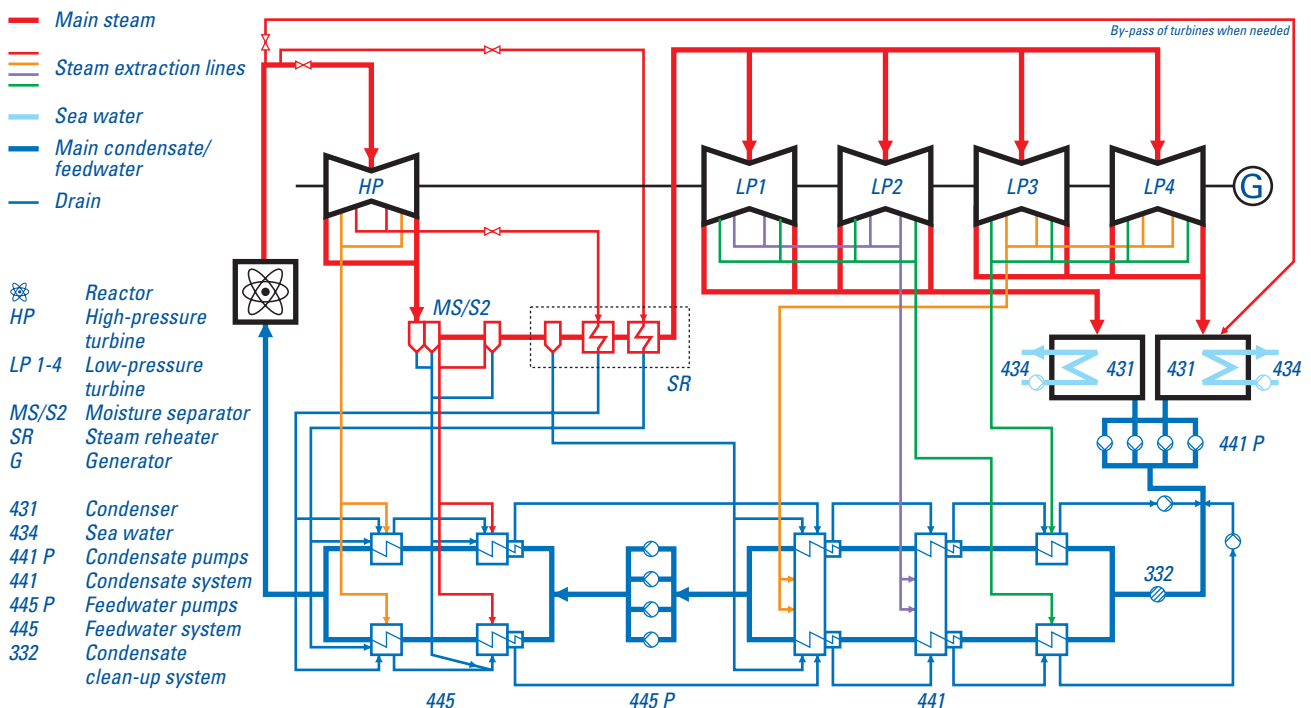 Main steam
Steam extraction lines
Sea water
Main condensate/
feedwater
Drain
Reactor
HP High-pressure
turbine
LP 1-4 Low-pressure
turbine
MS/S2 Moisture separator
SR Steam reheater
G Generator
431 Condenser
434 Sea water
441 P Condensate pumps
441 Condensate system
445 P Feedwater pumps
445 Feedwater system
332 Condensate
clean-up system
By-pass of turbines when needed
HP
LP1
LP2
LP3
LP4
G
MS/S2
SR
434
431
431
434
441 P
332
445
445 P
441